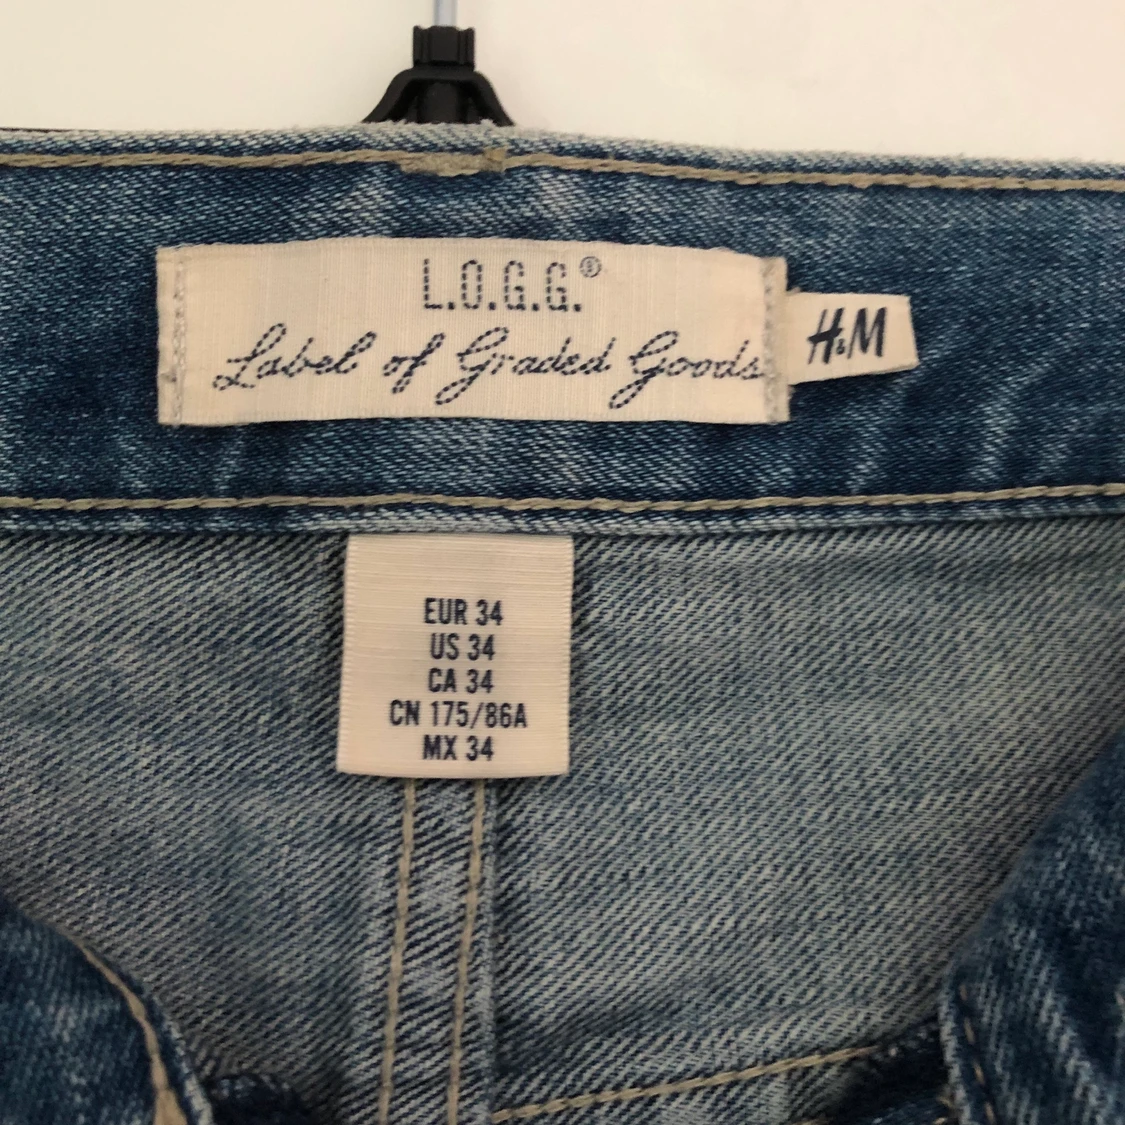 L.O.G.G.®
Label of Graded Goods
H&M
EUR 34
US 34
CA 34
CN 175/86A
MX 34